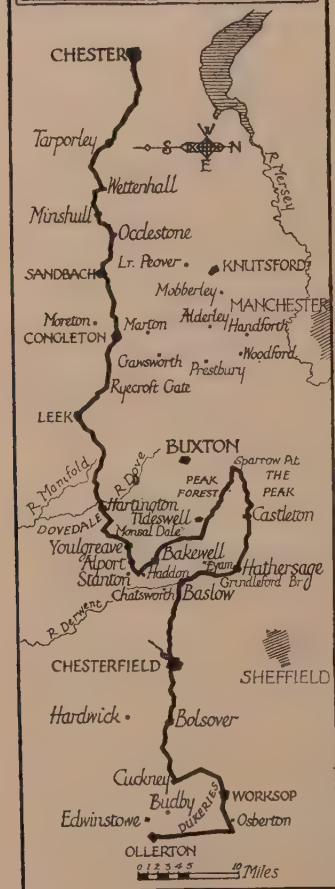 CHESTER
W
S
N
E
R. Mersey
Tarporley
Wettenhall
Minshull
Occlestone
Lr. Peover
KNUTSFORD
SANDBACH
Mobberley
MANCHESTER
Moreton
Marton
Alderley
Handforth
CONGLETON
Gawsworth
Prestbury
Woodford
Ryecroft Gate
LEEK
BUXTON
Sparrow Pit
R. Manifold
R. Dove
PEAK
FOREST
THE
PEAK
Hartington
Tideswell
Castleton
DOVEDALE
Monsal Dale
Youlgreave
Bakewell
Alport
Eyam
Hathersage
Stanton
Haddon
Grindleford Br
Chatsworth
Baslow
R. Derwent
CHESTERFIELD
SHEFFIELD
Hardwick
Bolsover
Cuckney
Budby
DUKERIES
WORKSOP
Edwinstowe
Osberton
OLLERTON
0 1 2 3 4 5 10 Miles